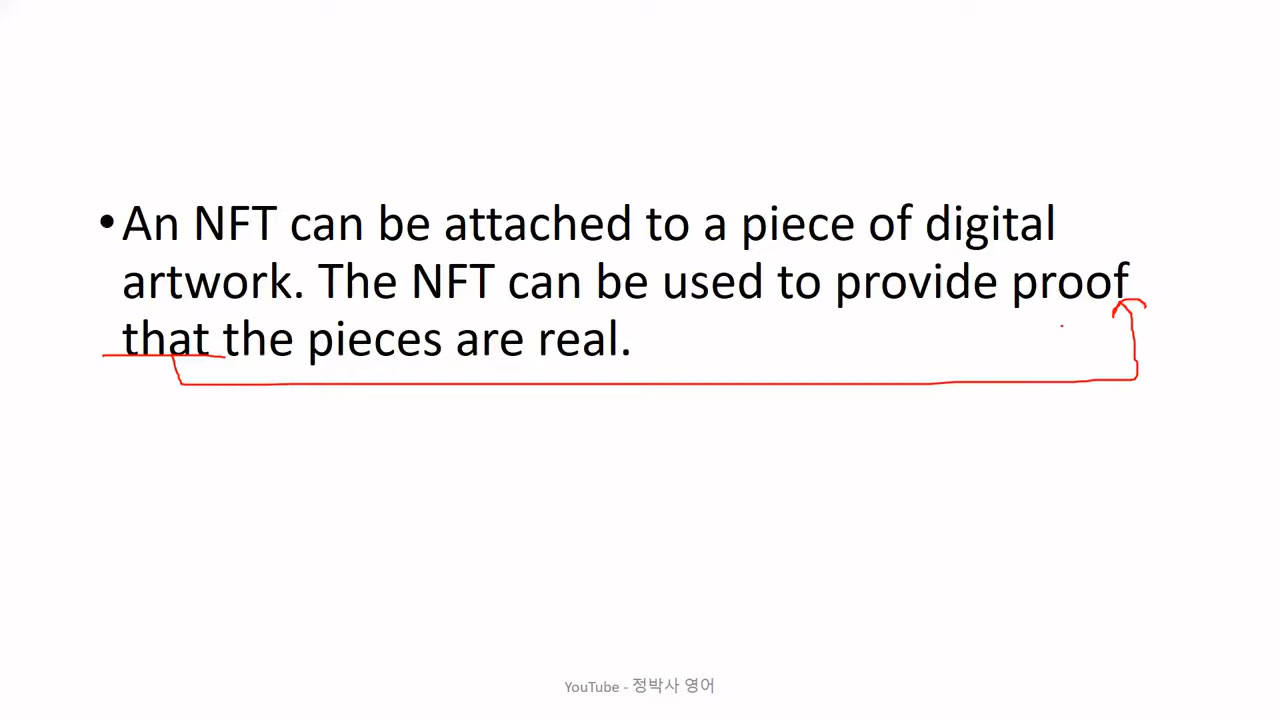 •An NFT can be attached to a piece of digital
artwork. The NFT can be used to provide proof
that the pieces are real.
YouTube - 정박사 영어